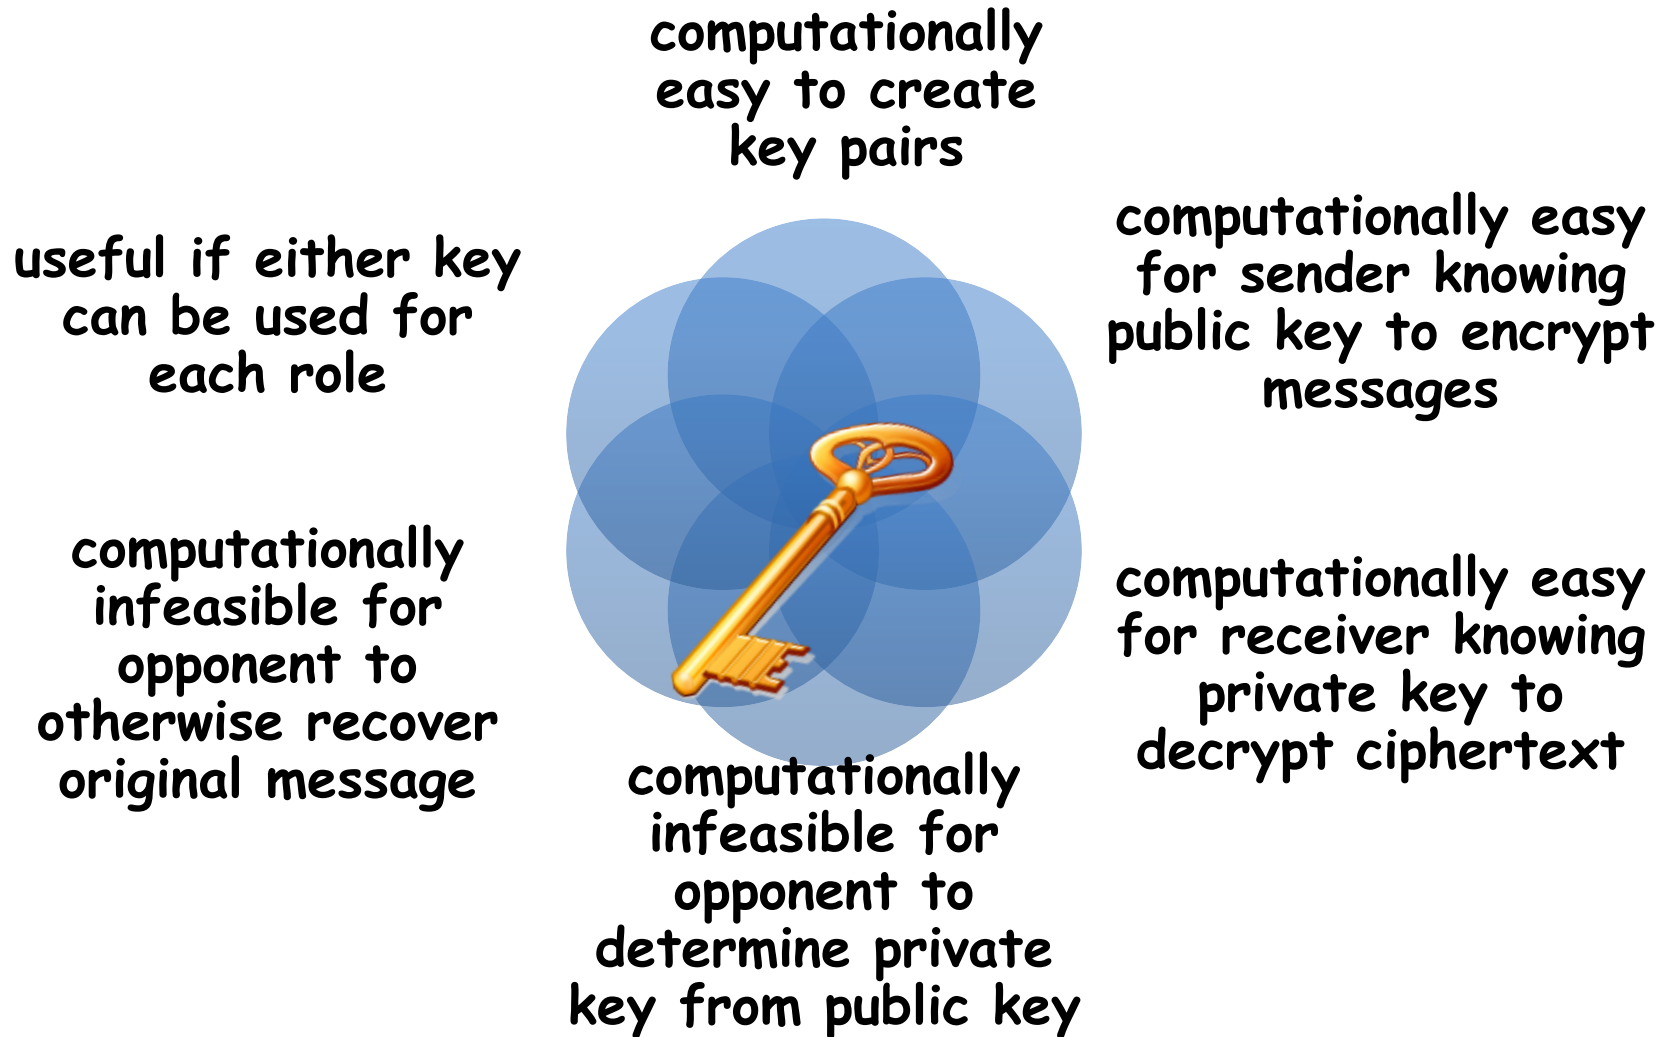 computationally
easy to create
key pairs
computationally easy
for sender knowing
public key to encrypt
messages
computationally easy
for receiver knowing
private key to
decrypt ciphertext
computationally
infeasible for
opponent to
determine private
key from public key
computationally
infeasible for
opponent to
otherwise recover
original message
useful if either key
can be used for
each role